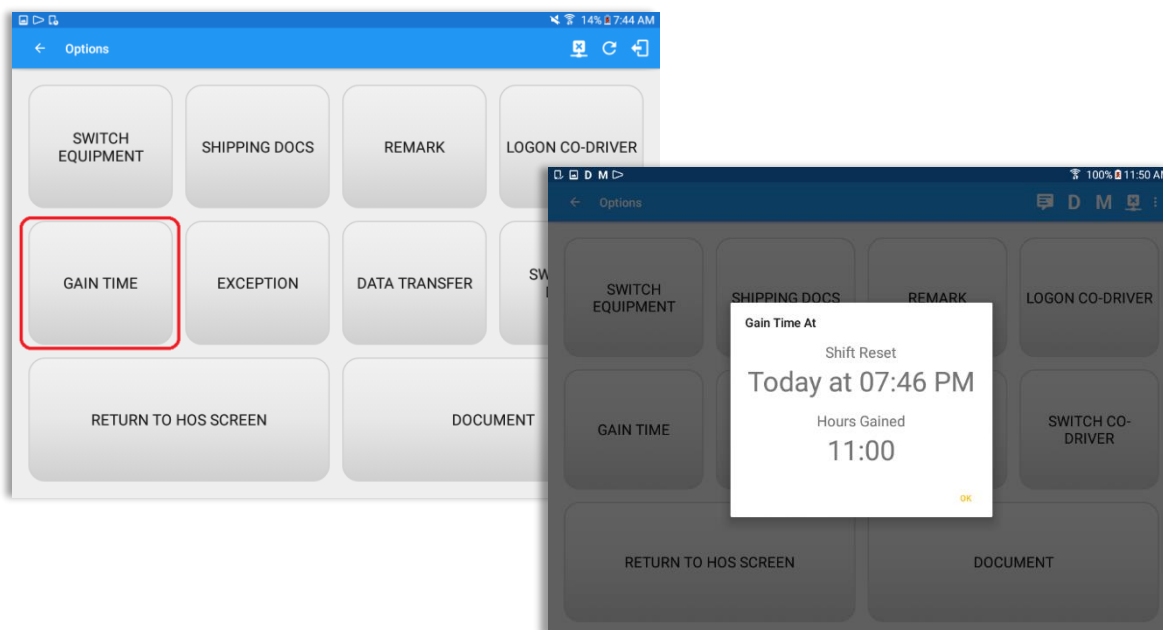 14% 7:44 AM
Options
SWITCH
EQUIPMENT
SHIPPING DOCS
REMARK
LOGON CO-DRIVER
GAIN TIME
EXCEPTION
DATA TRANSFER
SW
RETURN TO HOS SCREEN
DOCUMENT
D M
100% 11:50 AM
Options
D M
SWITCH
EQUIPMENT
SHIPPING DOCS
REMARK
LOGON CO-DRIVER
Gain Time At
Shift Reset
Today at 07:46 PM
Hours Gained
11:00
OK
GAIN TIME
SWITCH CO-
DRIVER
RETURN TO HOS SCREEN
DOCUMENT